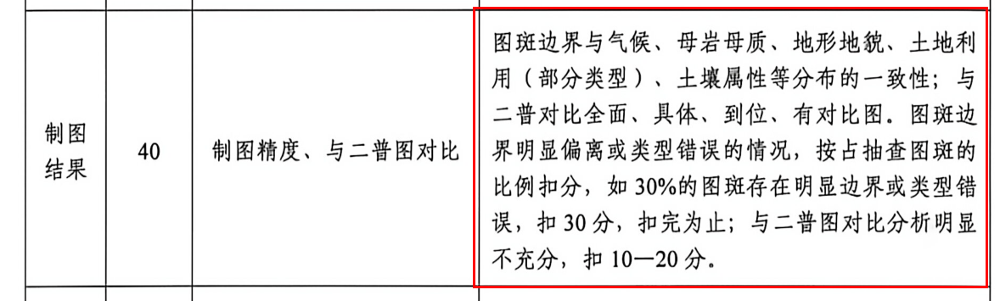 制图
结果
40
制图精度、与二普图对比
图斑边界与气候、母岩母质、地形地貌、土地利
用（部分类型）、土壤属性等分布的一致性；与
二普对比全面、具体、到位、有对比图。图斑边
界明显偏离或类型错误的情况，按占抽查图斑的
比例扣分，如 30%的图斑存在明显边界或类型错
误，扣 30 分，扣完为止；与二普图对比分析明显
不充分，扣 10—20 分。